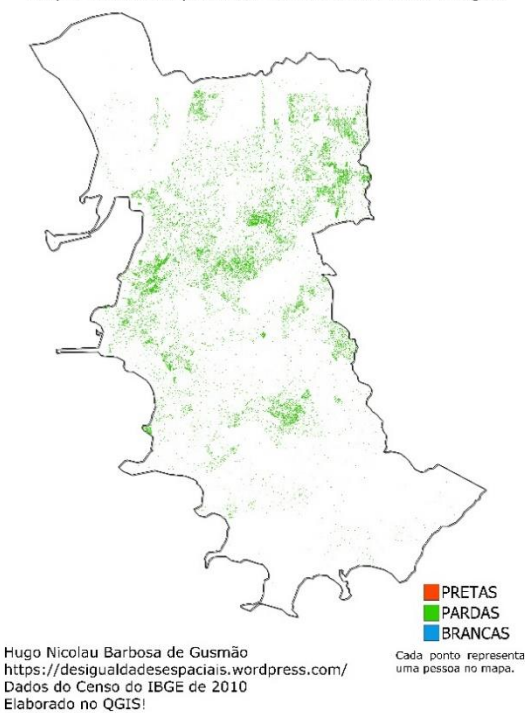 PRETAS
PARDAS
BRANCAS
Cada ponto representa
uma pessoa no mapa.
Hugo Nicolau Barbosa de Gusmão
https://desigualdadesespaciais.wordpress.com/
Dados do Censo do IBGE de 2010
Elaborado no QGIS!